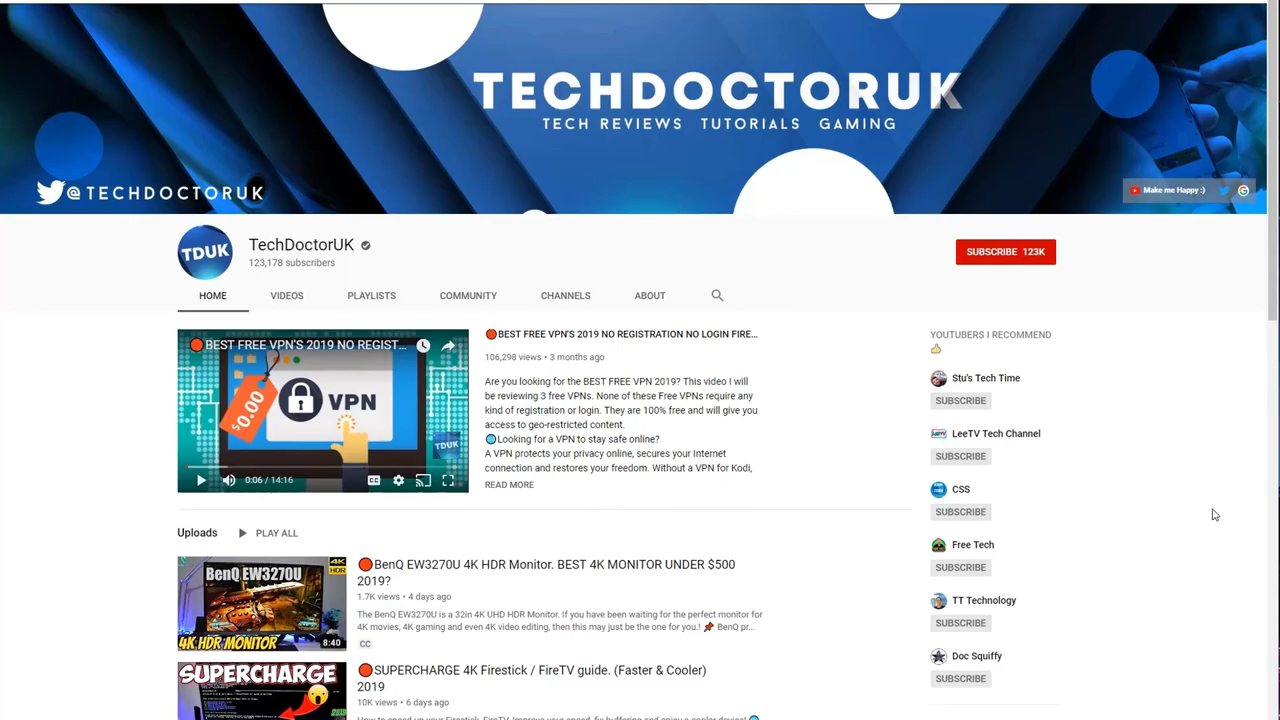 TECHDOCTORUK
TECH REVIEWS TUTORIALS GAMING
@TECHDOCTORUK
Make me Happy :)
TDUK
TechDoctorUK
123,178 subscribers
SUBSCRIBE 123K
HOME VIDEOS PLAYLISTS COMMUNITY CHANNELS ABOUT
🔴BEST FREE VPN'S 2019 NO REGIST...
$0.00
VPN
TDUK
0:06 / 14:16
CC
🔴BEST FREE VPN'S 2019 NO REGISTRATION NO LOGIN FIRE...
106,298 views • 3 months ago
Are you looking for the BEST FREE VPN 2019? This video I will
be reviewing 3 free VPNs. None of these Free VPNs require any
kind of registration or login. They are 100% free and will give you
access to geo-restricted content.
🌐Looking for a VPN to stay safe online?
A VPN protects your privacy online, secures your Internet
connection and restores your freedom. Without a VPN for Kodi,
READ MORE
YOUTUBERS I RECOMMEND
👍
Stu's Tech Time
SUBSCRIBE
LeeTV Tech Channel
SUBSCRIBE
CSS
SUBSCRIBE
Free Tech
SUBSCRIBE
TT Technology
SUBSCRIBE
Doc Squiffy
SUBSCRIBE
Uploads PLAY ALL
BenQ EW3270U
4K
HDR
4K HDR MONITOR
8:40
🔴BenQ EW3270U 4K HDR Monitor. BEST 4K MONITOR UNDER $500
2019?
1.7K views • 4 days ago
The BenQ EW3270U is a 32in 4K UHD HDR Monitor. If you have been waiting for the perfect monitor for
4K movies, 4K gaming and even 4K video editing, then this may just be the one for you.! 📌 BenQ pr...
CC
SUPERCHARGE
🔴SUPERCHARGE 4K Firestick / FireTV guide. (Faster & Cooler)
2019
10K views • 6 days ago